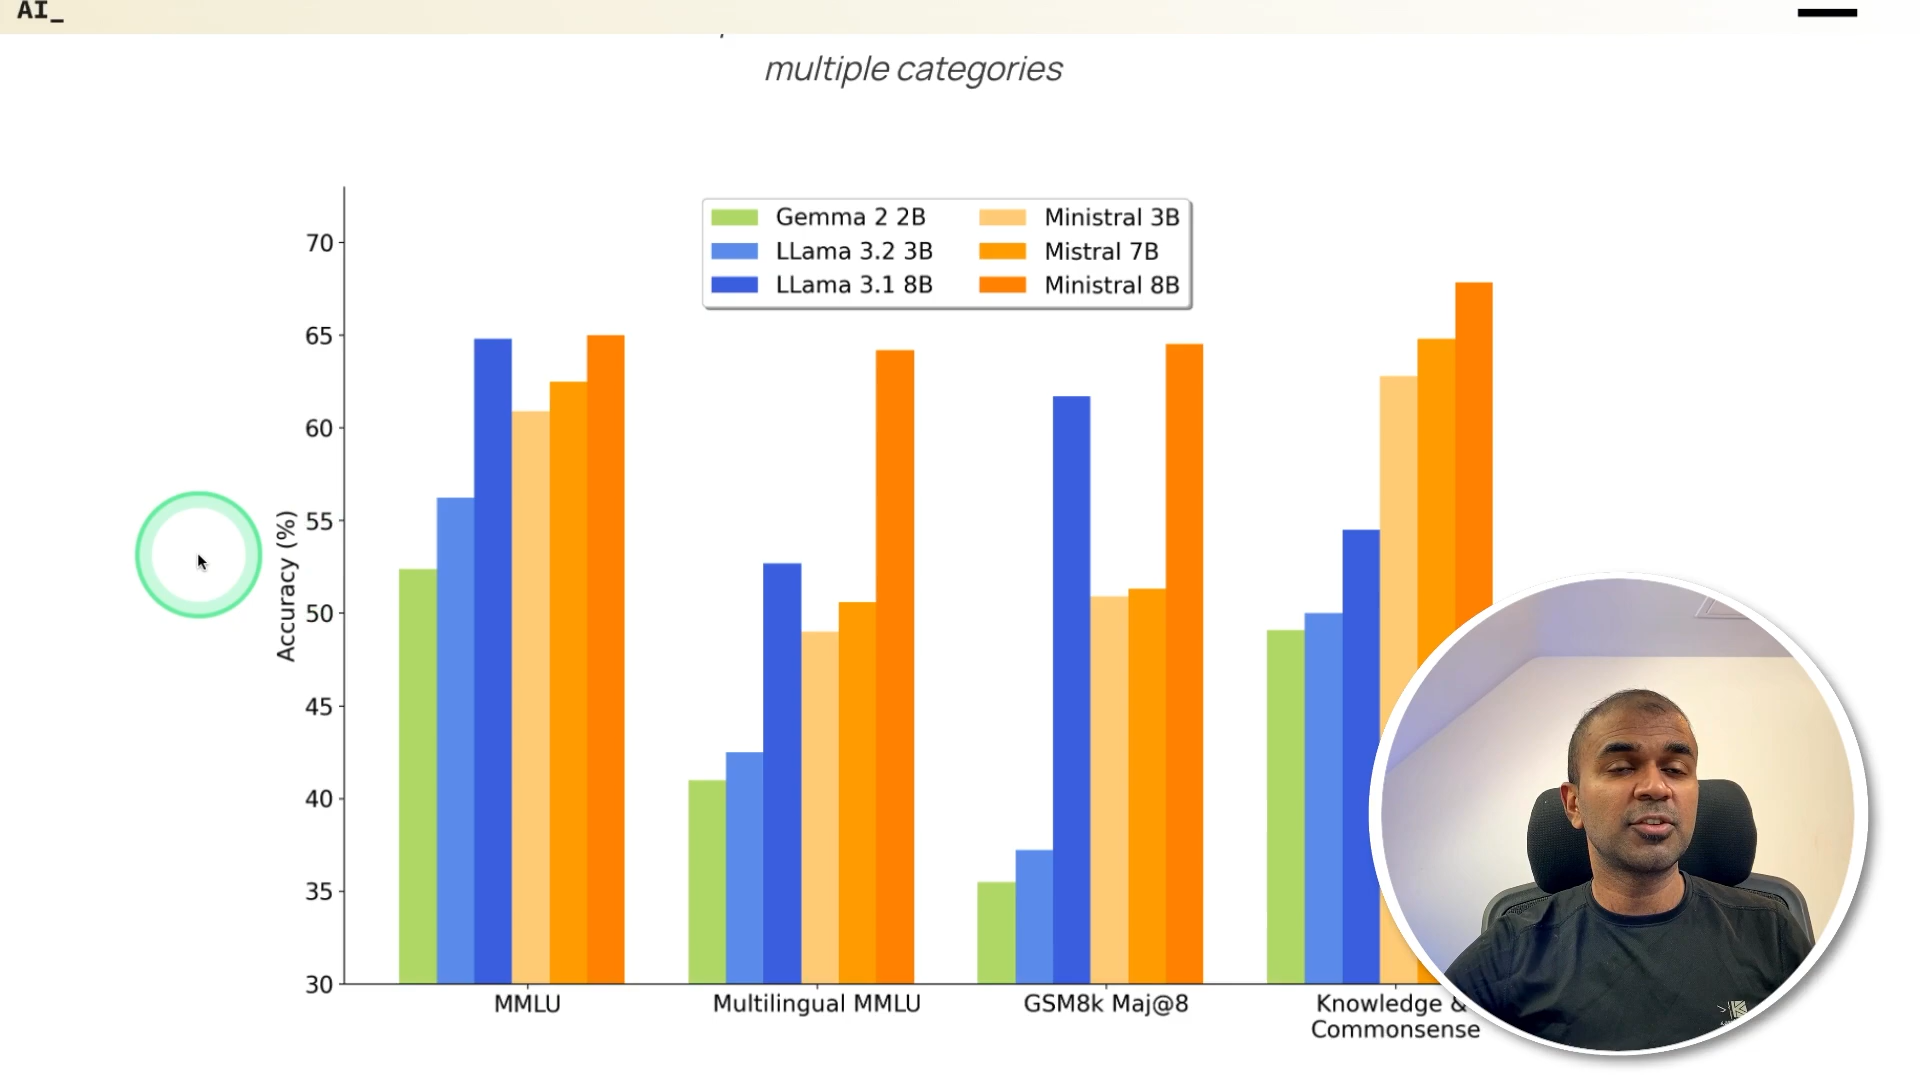 AI_
multiple categories
Gemma 2 2B
LLama 3.2 3B
LLama 3.1 8B
Ministral 3B
Mistral 7B
Ministral 8B
Accuracy (%)
70
65
60
55
50
45
40
35
30
MMLU
Multilingual MMLU
GSM8k Maj@8
Knowledge &
Commonsense